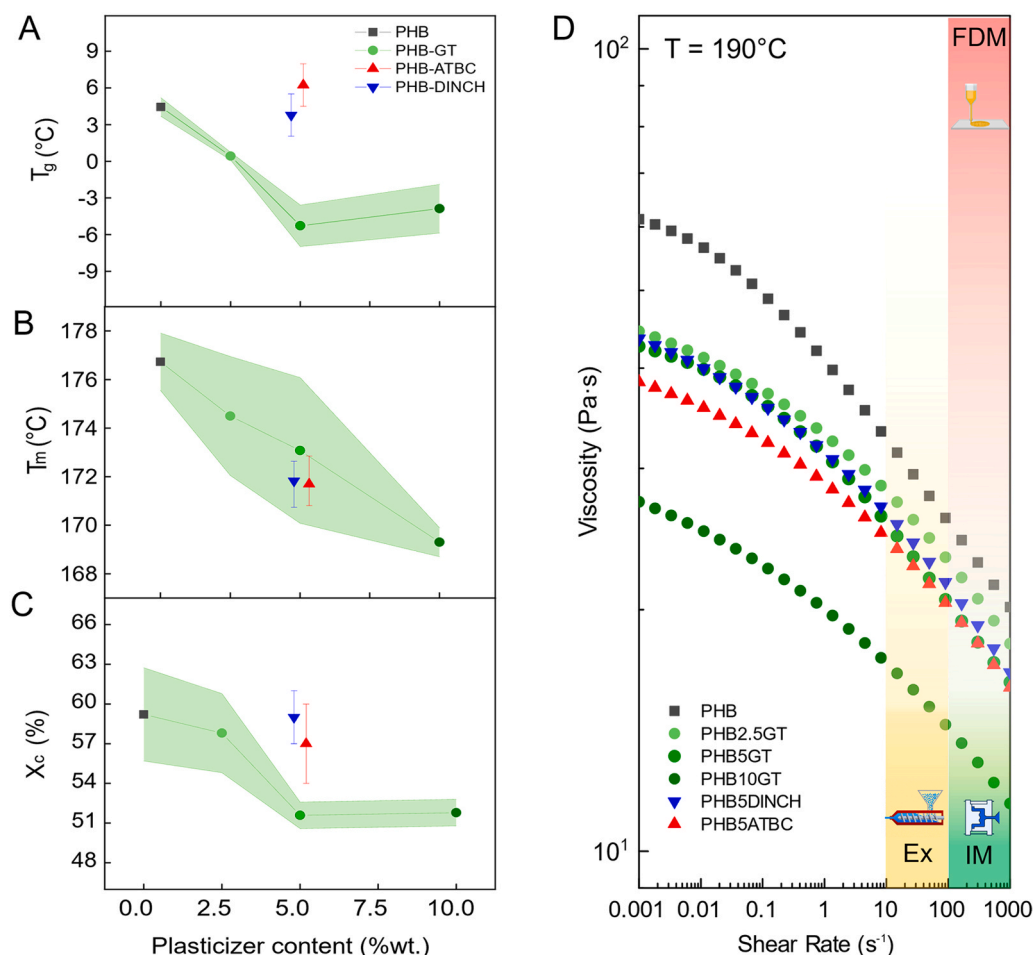 A
9
6
3
0
-3
-6
-9
Tg (°C)
PHB
PHB-GT
PHB-ATBC
PHB-DINCH
B
178
176
174
172
170
168
Tm (°C)
C
66
63
60
57
54
51
48
Xc (%)
0.0 2.5 5.0 7.5 10.0
Plasticizer content (%wt.)
D
T = 190°C
FDM
10²
10¹
Viscosity (Pa·s)
PHB
PHB2.5GT
PHB5GT
PHB10GT
PHB5DINCH
PHB5ATBC
Ex
IM
0.001 0.01 0.1 1 10 100 1000
Shear Rate (s⁻¹)